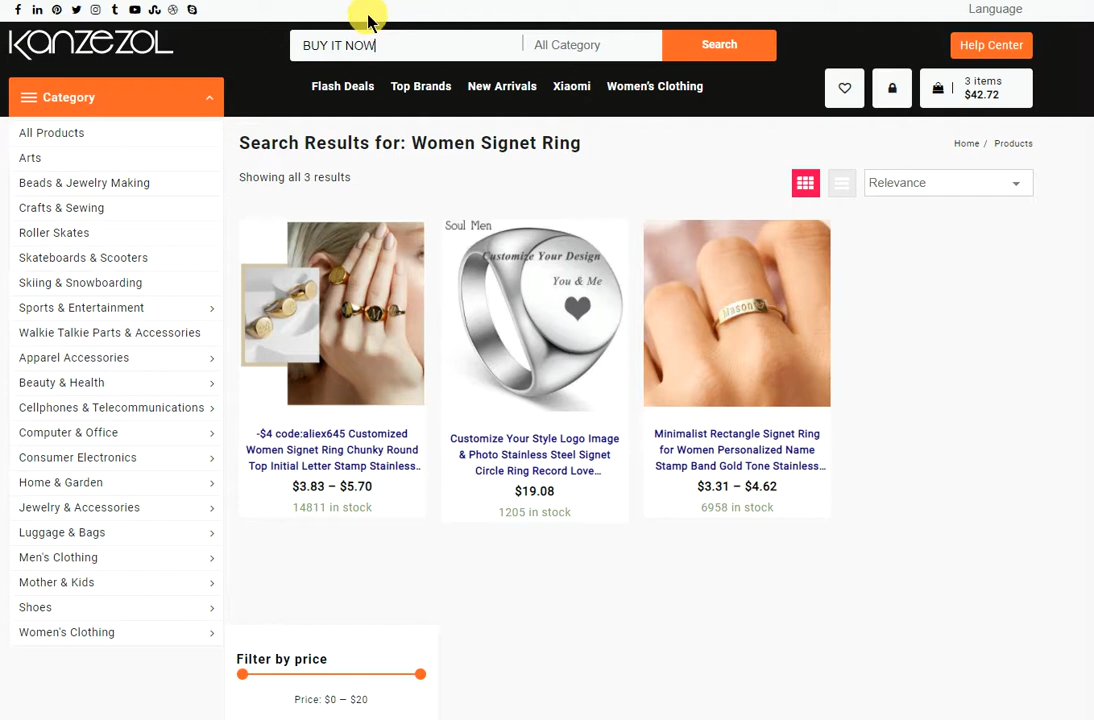 Language
KANZEZOL
BUY IT NOW
All Category
Search
Help Center
Flash Deals
Top Brands
New Arrivals
Xiaomi
Women's Clothing
3 items
$42.72
Category
All Products
Arts
Beads & Jewelry Making
Crafts & Sewing
Roller Skates
Skateboards & Scooters
Skiing & Snowboarding
Sports & Entertainment
Walkie Talkie Parts & Accessories
Apparel Accessories
Beauty & Health
Cellphones & Telecommunications
Computer & Office
Consumer Electronics
Home & Garden
Jewelry & Accessories
Luggage & Bags
Men's Clothing
Mother & Kids
Shoes
Women's Clothing
Search Results for: Women Signet Ring
Home / Products
Showing all 3 results
Relevance
-$4 code:aliex645 Customized
Women Signet Ring Chunky Round
Top Initial Letter Stamp Stainless..
$3.83 – $5.70
14811 in stock
Soul Men
Customize Your Design
You & Me
Customize Your Style Logo Image
& Photo Stainless Steel Signet
Circle Ring Record Love...
$19.08
1205 in stock
Mason
Minimalist Rectangle Signet Ring
for Women Personalized Name
Stamp Band Gold Tone Stainless...
$3.31 – $4.62
6958 in stock
Filter by price
Price: $0 — $20